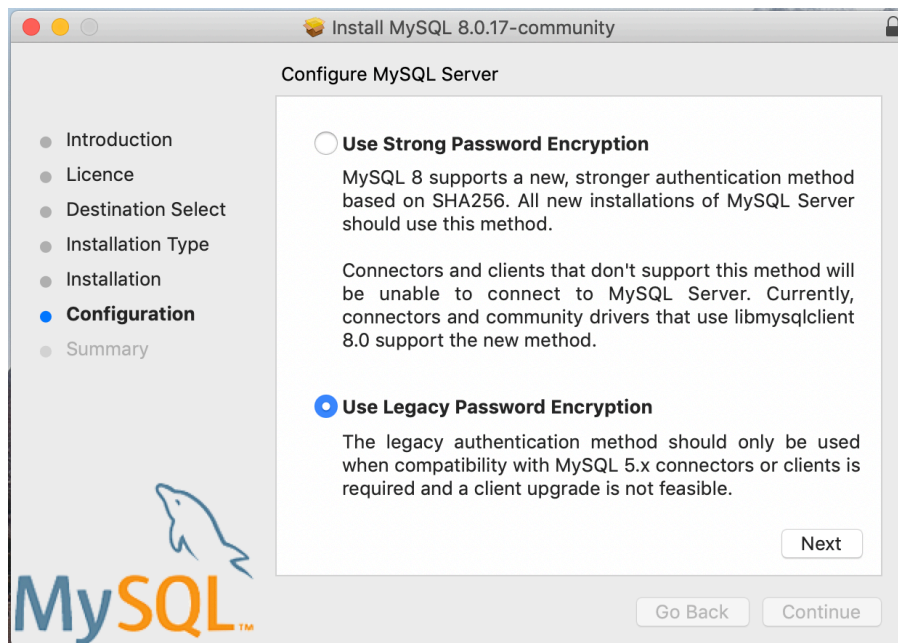 Install MySQL 8.0.17-community
Configure MySQL Server
Introduction
Licence
Destination Select
Installation Type
Installation
Configuration
Summary
Use Strong Password Encryption
MySQL 8 supports a new, stronger authentication method
based on SHA256. All new installations of MySQL Server
should use this method.
Connectors and clients that don't support this method will
be unable to connect to MySQL Server. Currently,
connectors and community drivers that use libmysqlclient
8.0 support the new method.
Use Legacy Password Encryption
The legacy authentication method should only be used
when compatibility with MySQL 5.x connectors or clients is
required and a client upgrade is not feasible.
Next
MySQL™
Go Back
Continue